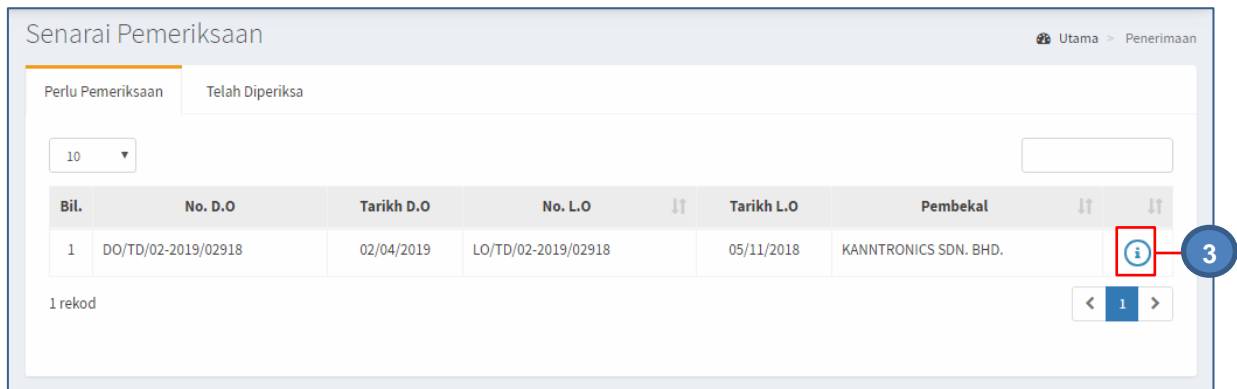 Senarai Pemeriksaan
Utama > Penerimaan
Perlu Pemeriksaan Telah Diperiksa
10
Bil. No. D.O Tarikh D.O No. L.O Tarikh L.O Pembekal
1 DO/TD/02-2019/02918 02/04/2019 LO/TD/02-2019/02918 05/11/2018 KANNTRONICS SDN. BHD. i 3
1 rekod < 1 >